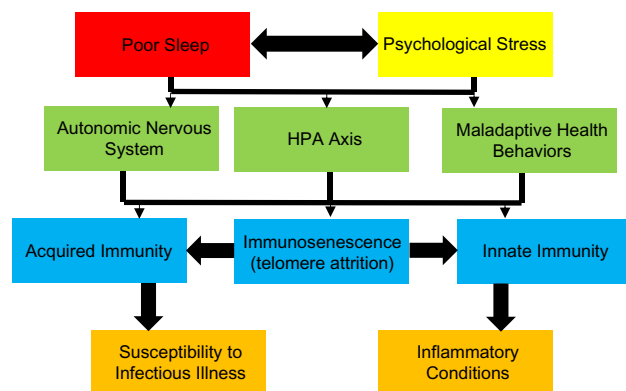 Poor Sleep
Psychological Stress
Autonomic Nervous
System
HPA Axis
Maladaptive Health
Behaviors
Acquired Immunity
Immunosenescence
(telomere attrition)
Innate Immunity
Susceptibility to
Infectious Illness
Inflammatory
Conditions